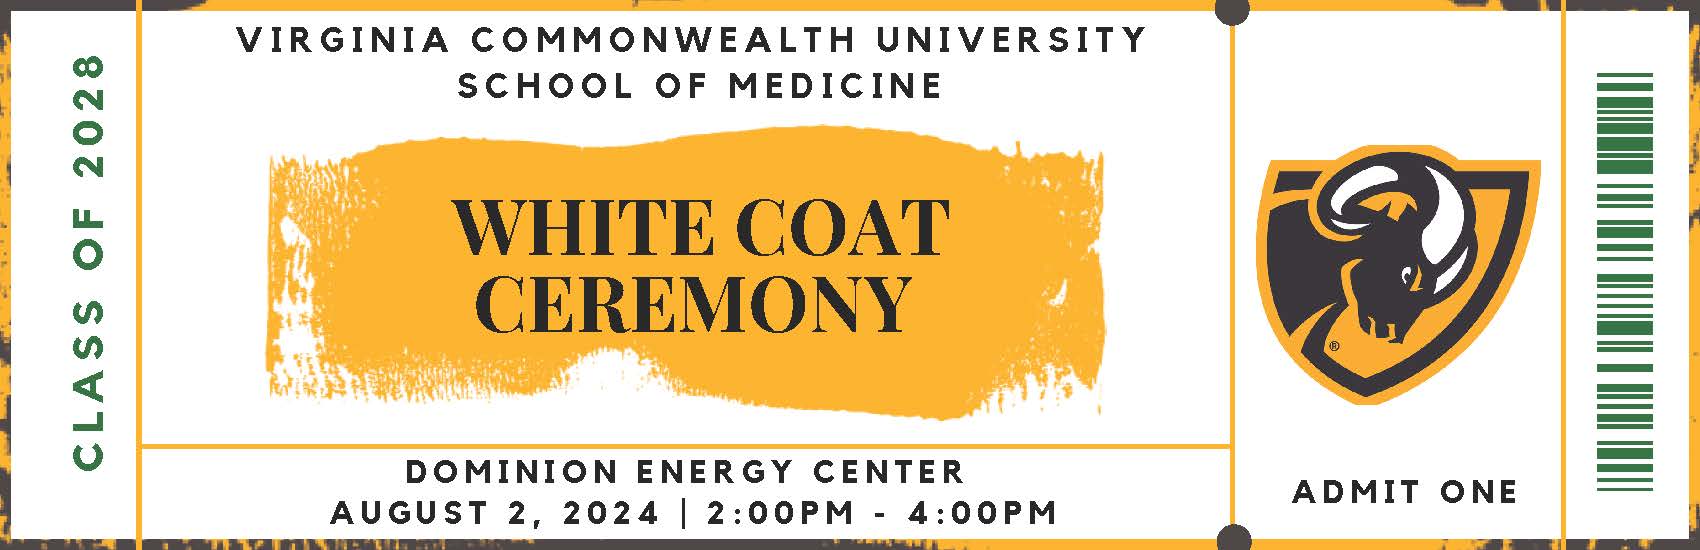 CLASS OF 2028
VIRGINIA COMMONWEALTH UNIVERSITY
SCHOOL OF MEDICINE
WHITE COAT
CEREMONY
DOMINION ENERGY CENTER
AUGUST 2, 2024 | 2:00PM - 4:00PM
®
ADMIT ONE